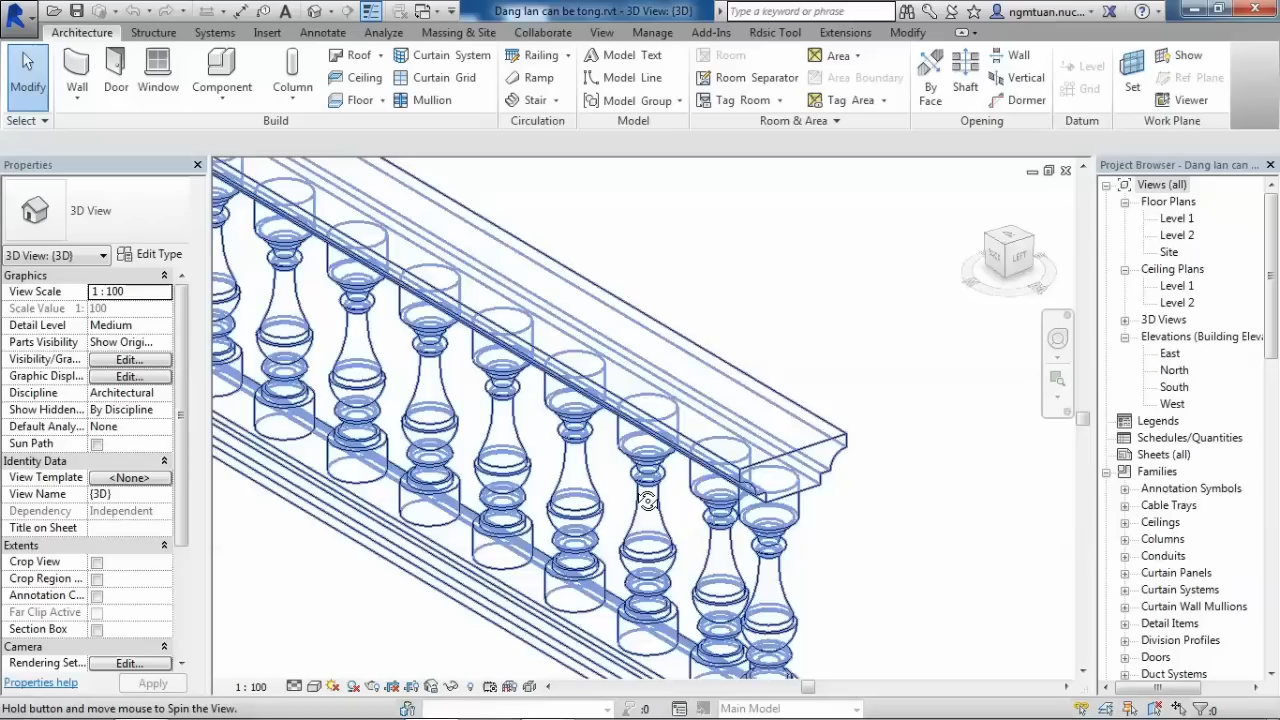 Dang lan can be tong.rvt - 3D View: {3D}
Type a keyword or phrase
ngmtuan.nuc...
Architecture Structure Systems Insert Annotate Analyze Massing & Site Collaborate View Manage Add-Ins Rdsic Tool Extensions Modify
Modify
Wall
Door
Window
Component
Column
Roof
Ceiling
Floor
Curtain System
Curtain Grid
Mullion
Railing
Ramp
Stair
Model Text
Model Line
Model Group
Room
Room Separator
Tag Room
Area
Area Boundary
Tag Area
By Face
Shaft
Wall
Vertical
Dormer
Level
Grid
Set
Show
Ref Plane
Viewer
Select Build Circulation Model Room & Area Opening Datum Work Plane
Properties
3D View
3D View: {3D} Edit Type
Graphics
View Scale 1 : 100
Scale Value 1: 100
Detail Level Medium
Parts Visibility Show Origi...
Visibility/Gra... Edit...
Graphic Displ... Edit...
Discipline Architectural
Show Hidden... By Discipline
Default Analy... None
Sun Path
Identity Data
View Template <None>
View Name {3D}
Dependency Independent
Title on Sheet
Extents
Crop View
Crop Region ...
Annotation C...
Far Clip Active
Section Box
Camera
Rendering Set... Edit...
Properties help Apply
LEFT
1 : 100
Project Browser - Dang lan can ...
Views (all)
Floor Plans
Level 1
Level 2
Site
Ceiling Plans
Level 1
Level 2
3D Views
Elevations (Building Eleva
East
North
South
West
Legends
Schedules/Quantities
Sheets (all)
Families
Annotation Symbols
Cable Trays
Ceilings
Columns
Conduits
Curtain Panels
Curtain Systems
Curtain Wall Mullions
Detail Items
Division Profiles
Doors
Duct Systems
Hold button and move mouse to Spin the View.
:0
Main Model
:0